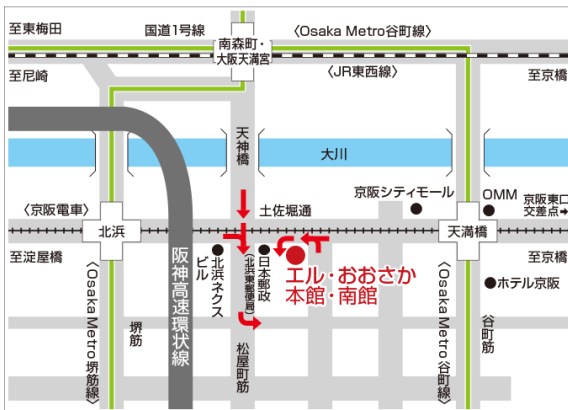 至東梅田
国道1号線
〈Osaka Metro谷町線〉
南森町・
大阪天満宮
至尼崎
〈JR東西線〉
至京橋
天神橋
大川
京阪シティモール
OMM
京阪東口
交差点➡
〈京阪電車〉
土佐堀通
北浜
天満橋
至淀屋橋
至京橋
〈Osaka Metro堺筋線〉
堺筋
阪神高速環状線
北浜ネクス
ビル
(北浜東郵便局)
日本郵政
エル・おおさか
本館・南館
松屋町筋
〈Osaka Metro谷町線〉
谷町筋
ホテル京阪